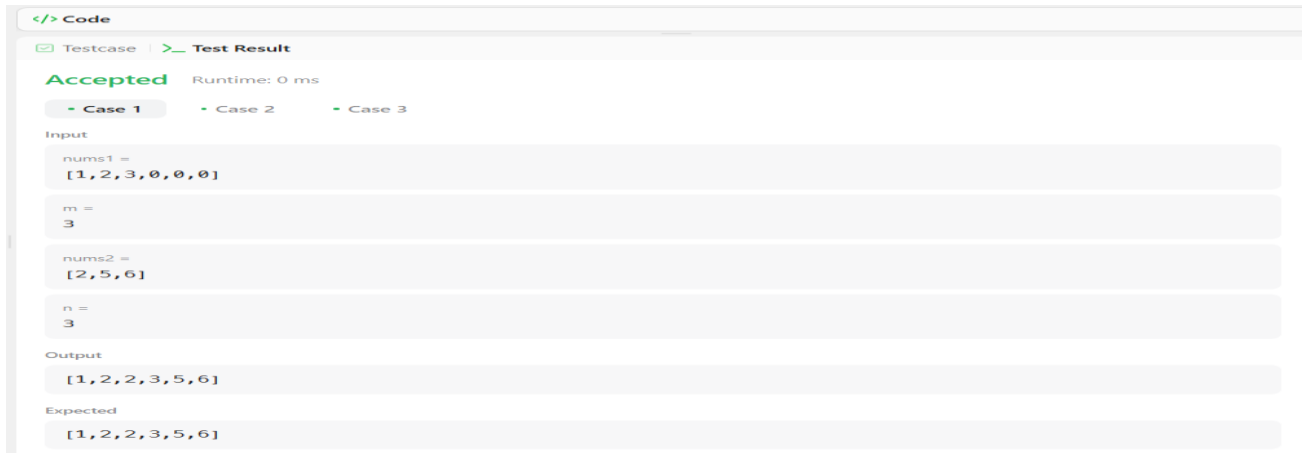 </> Code
Testcase | >_ Test Result
Accepted Runtime: 0 ms
• Case 1 • Case 2 • Case 3
Input
nums1 =
[1,2,3,0,0,0]
m =
3
nums2 =
[2,5,6]
n =
3
Output
[1,2,2,3,5,6]
Expected
[1,2,2,3,5,6]